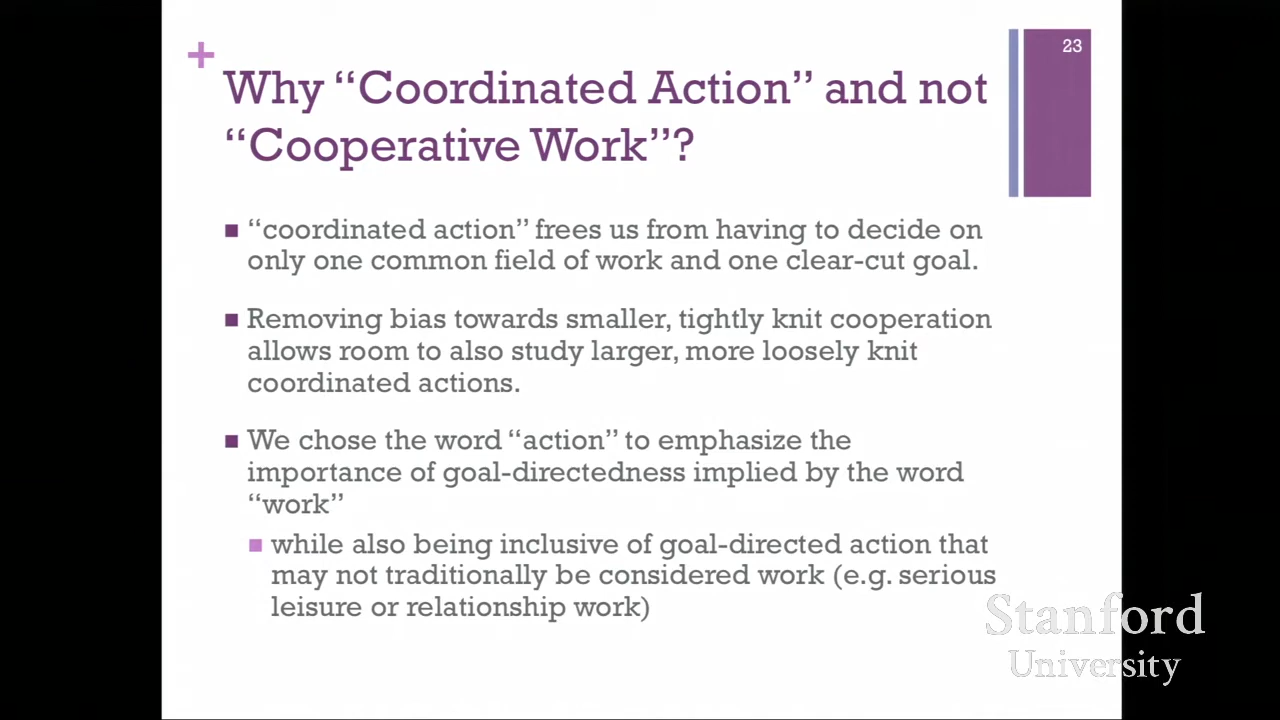 23
Why “Coordinated Action” and not
“Cooperative Work”?
“coordinated action” frees us from having to decide on
only one common field of work and one clear-cut goal.
Removing bias towards smaller, tightly knit cooperation
allows room to also study larger, more loosely knit
coordinated actions.
We chose the word “action” to emphasize the
importance of goal-directedness implied by the word
“work”
while also being inclusive of goal-directed action that
may not traditionally be considered work (e.g. serious
leisure or relationship work)
Stanford
University